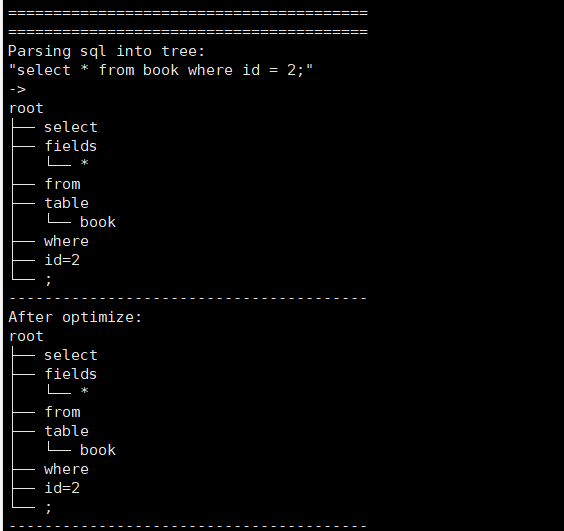 ========================================
========================================
Parsing sql into tree:
"select * from book where id = 2;"
->
root
├── select
├── fields
│   └── *
├── from
├── table
│   └── book
├── where
├── id=2
└── ;
----------------------------------------
After optimize:
root
├── select
├── fields
│   └── *
├── from
├── table
│   └── book
├── where
├── id=2
└── ;
----------------------------------------